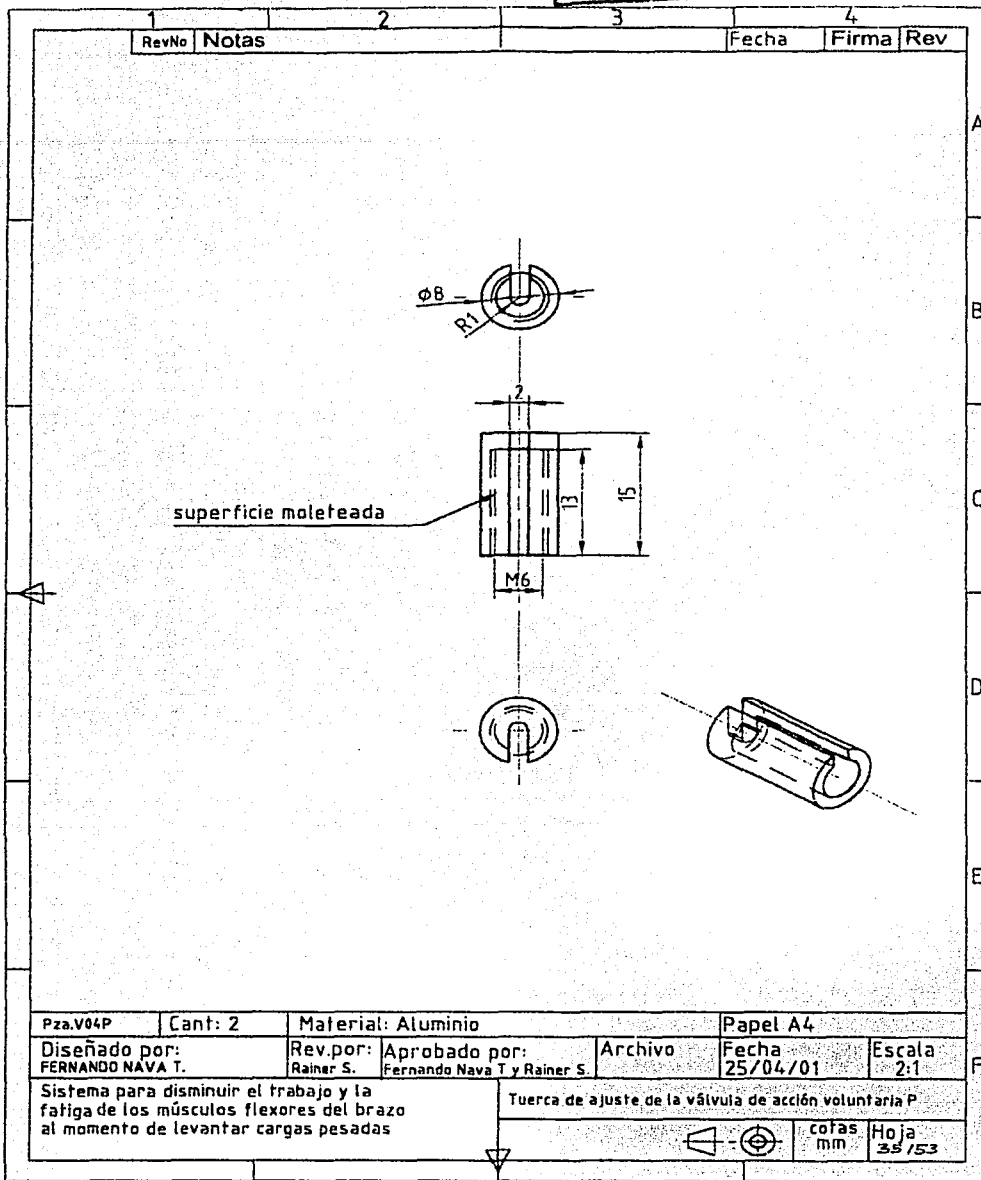 1 2 3 4
RevNo Notas Fecha Firma Rev
A
B
C
D
E
F
ϕ8
R1
2
superficie moleteada
13
15
M6
Pza.V04P Cant: 2 Material: Aluminio Papel A4
Diseñado por: Rev.por: Aprobado por: Archivo Fecha Escala
FERNANDO NAVA T. Rainer S. Fernando Nava T y Rainer S. 25/04/01 2:1
Sistema para disminuir el trabajo y la
fatiga de los músculos flexores del brazo
al momento de levantar cargas pesadas
Tuerca de ajuste de la válvula de acción voluntaria P
cotas Hoja
mm 35/53